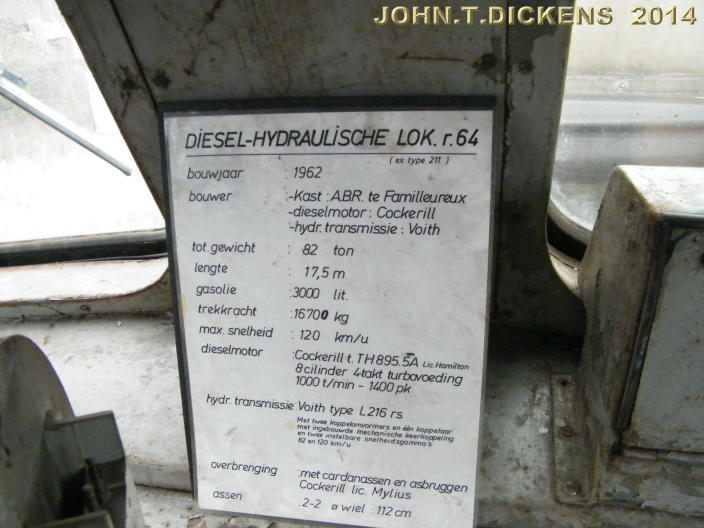 JOHN.T.DICKENS 2014
DIESEL-HYDRAULISCHE LOK. r.64
( ex type 211 )
bouwjaar : 1962
bouwer :-Kast : A.B.R. te Familleureux
-dieselmotor : Cockerill
-hydr. transmissie : Voith
tot. gewicht : 82 ton
lengte : 17,5 m
gasolie :3000 lit.
trekkracht :16700 kg
max. snelheid : 120 km/u
dieselmotor :Cockerill t. TH895.5A Lic. Hamilton
8 cilinder 4takt turbovoeding
1000 t/min - 1400 pk
hydr. transmissie :Voith type L216 rs
Met twee koppelomvormers en één koppelaar
met ingebouwde mechanische keerkoppeling
en twee instelbare snelheidsgamma's
82 en 120 km/u
overbrenging :met cardanassen en asbruggen
Cockerill lic. Mylius
assen : 2-2 ø wiel : 112 cm